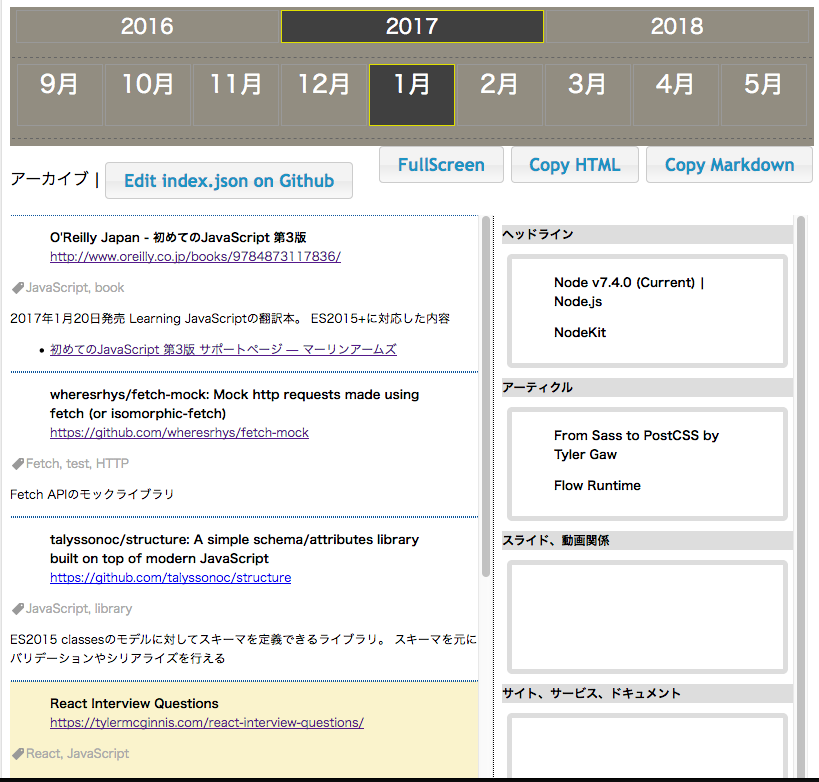 2016 2017 2018
9月 10月 11月 12月 1月 2月 3月 4月 5月
アーカイブ | Edit index.json on Github FullScreen Copy HTML Copy Markdown
O'Reilly Japan - 初めてのJavaScript 第3版
http://www.oreilly.co.jp/books/9784873117836/
JavaScript, book
2017年1月20日発売 Learning JavaScriptの翻訳本。 ES2015+に対応した内容
• 初めてのJavaScript 第3版 サポートページ — マーリンアームズ
wheresrhys/fetch-mock: Mock http requests made using
fetch (or isomorphic-fetch)
https://github.com/wheresrhys/fetch-mock
Fetch, test, HTTP
Fetch APIのモックライブラリ
talyssonoc/structure: A simple schema/attributes library
built on top of modern JavaScript
https://github.com/talyssonoc/structure
JavaScript, library
ES2015 classesのモデルに対してスキーマを定義できるライブラリ。 スキーマを元に
バリデーションやシリアライズを行える
React Interview Questions
https://tylermcginnis.com/react-interview-questions/
React, JavaScript
ヘッドライン
Node v7.4.0 (Current) |
Node.js
NodeKit
アーティクル
From Sass to PostCSS by
Tyler Gaw
Flow Runtime
スライド、動画関係
サイト、サービス、ドキュメント